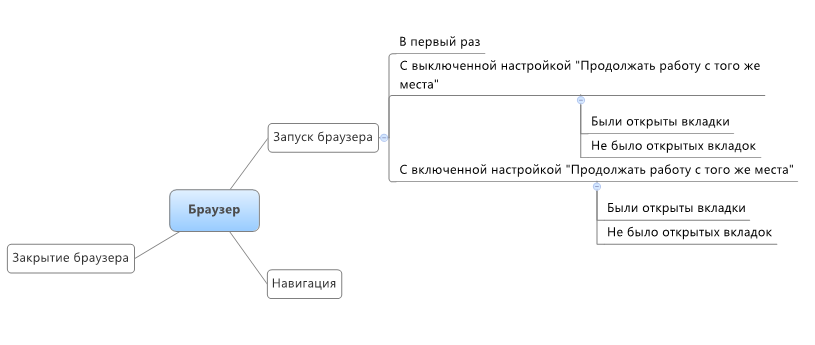 В первый раз
С выключенной настройкой "Продолжать работу с того же
места"
Были открыты вкладки
Не было открытых вкладок
Запуск браузера
С включенной настройкой "Продолжать работу с того же места"
Были открыты вкладки
Не было открытых вкладок
Браузер
Закрытие браузера
Навигация